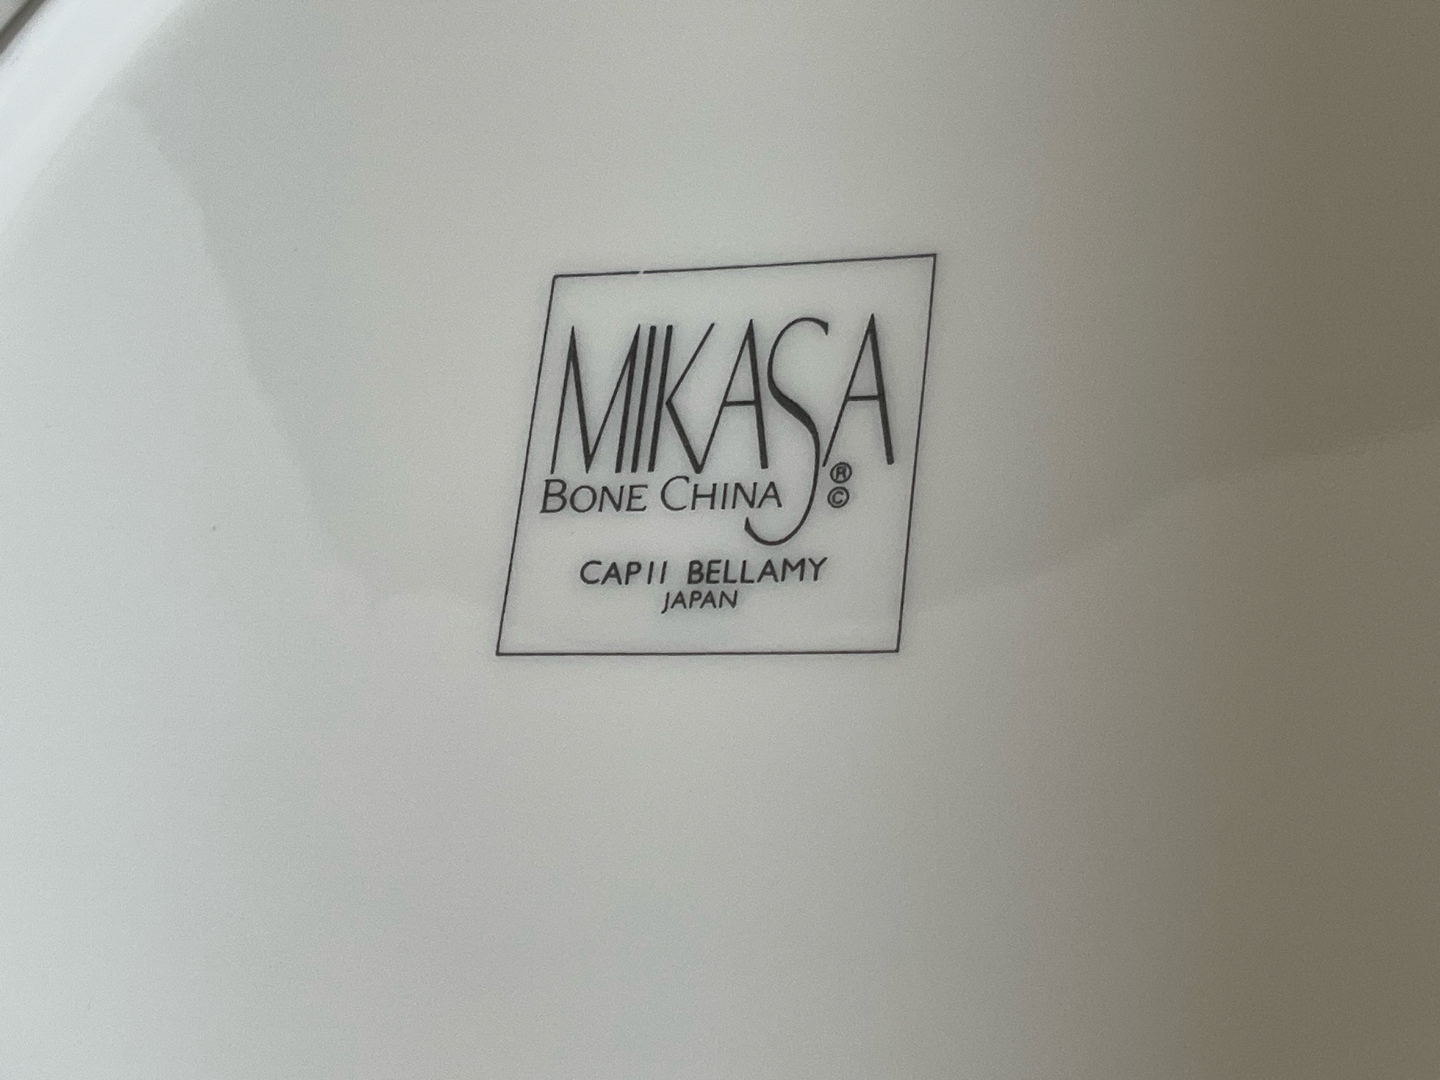 MIKASA
BONE CHINA ® ©
CAP11 BELLAMY
JAPAN